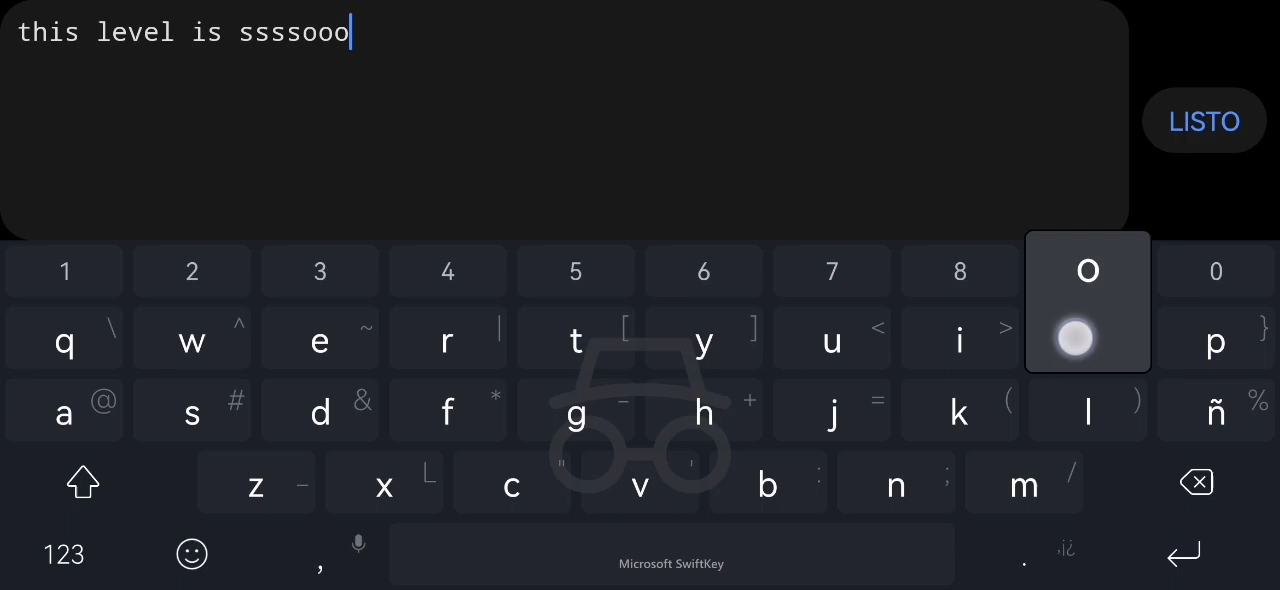 this level is ssssooo
LISTO
1 2 3 4 5 6 7 8 o 0
q \ w ^ e ~ r | t [ y ] u < i > p }
a @ s # d & f * g - h + j = k ( l ) ñ %
z _ x L c " v ' b : n ; m /
123 , Microsoft SwiftKey . ,¡¿